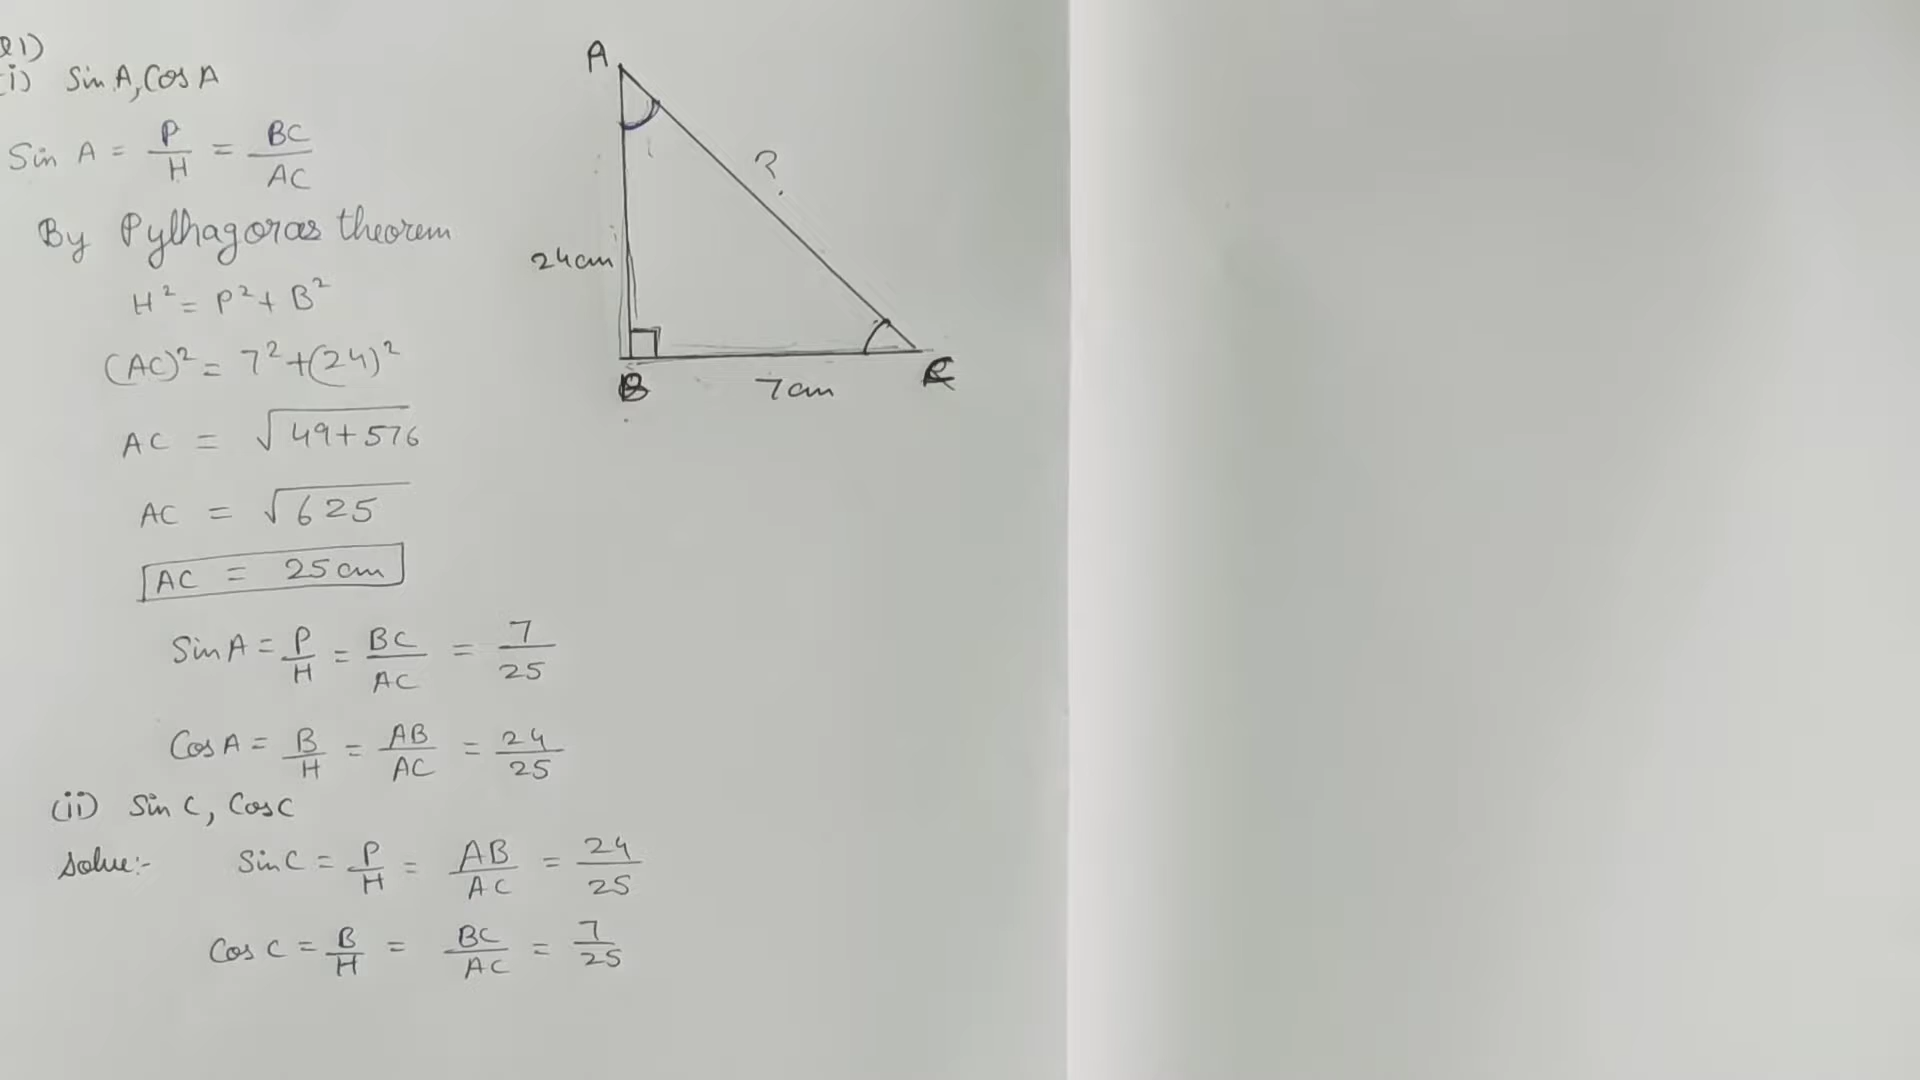 Q1)
(i) Sin A, Cos A
Sin A = P/H = BC/AC
By Pythagoras theorem
H² = P² + B²
(AC)² = 7² + (24)²
AC = √49+576
AC = √625
AC = 25 cm
Sin A = P/H = BC/AC = 7/25
Cos A = B/H = AB/AC = 24/25
(ii) Sin C, Cos C
Solve:- Sin C = P/H = AB/AC = 24/25
Cos C = B/H = BC/AC = 7/25
A
?
24cm
B
7cm
C